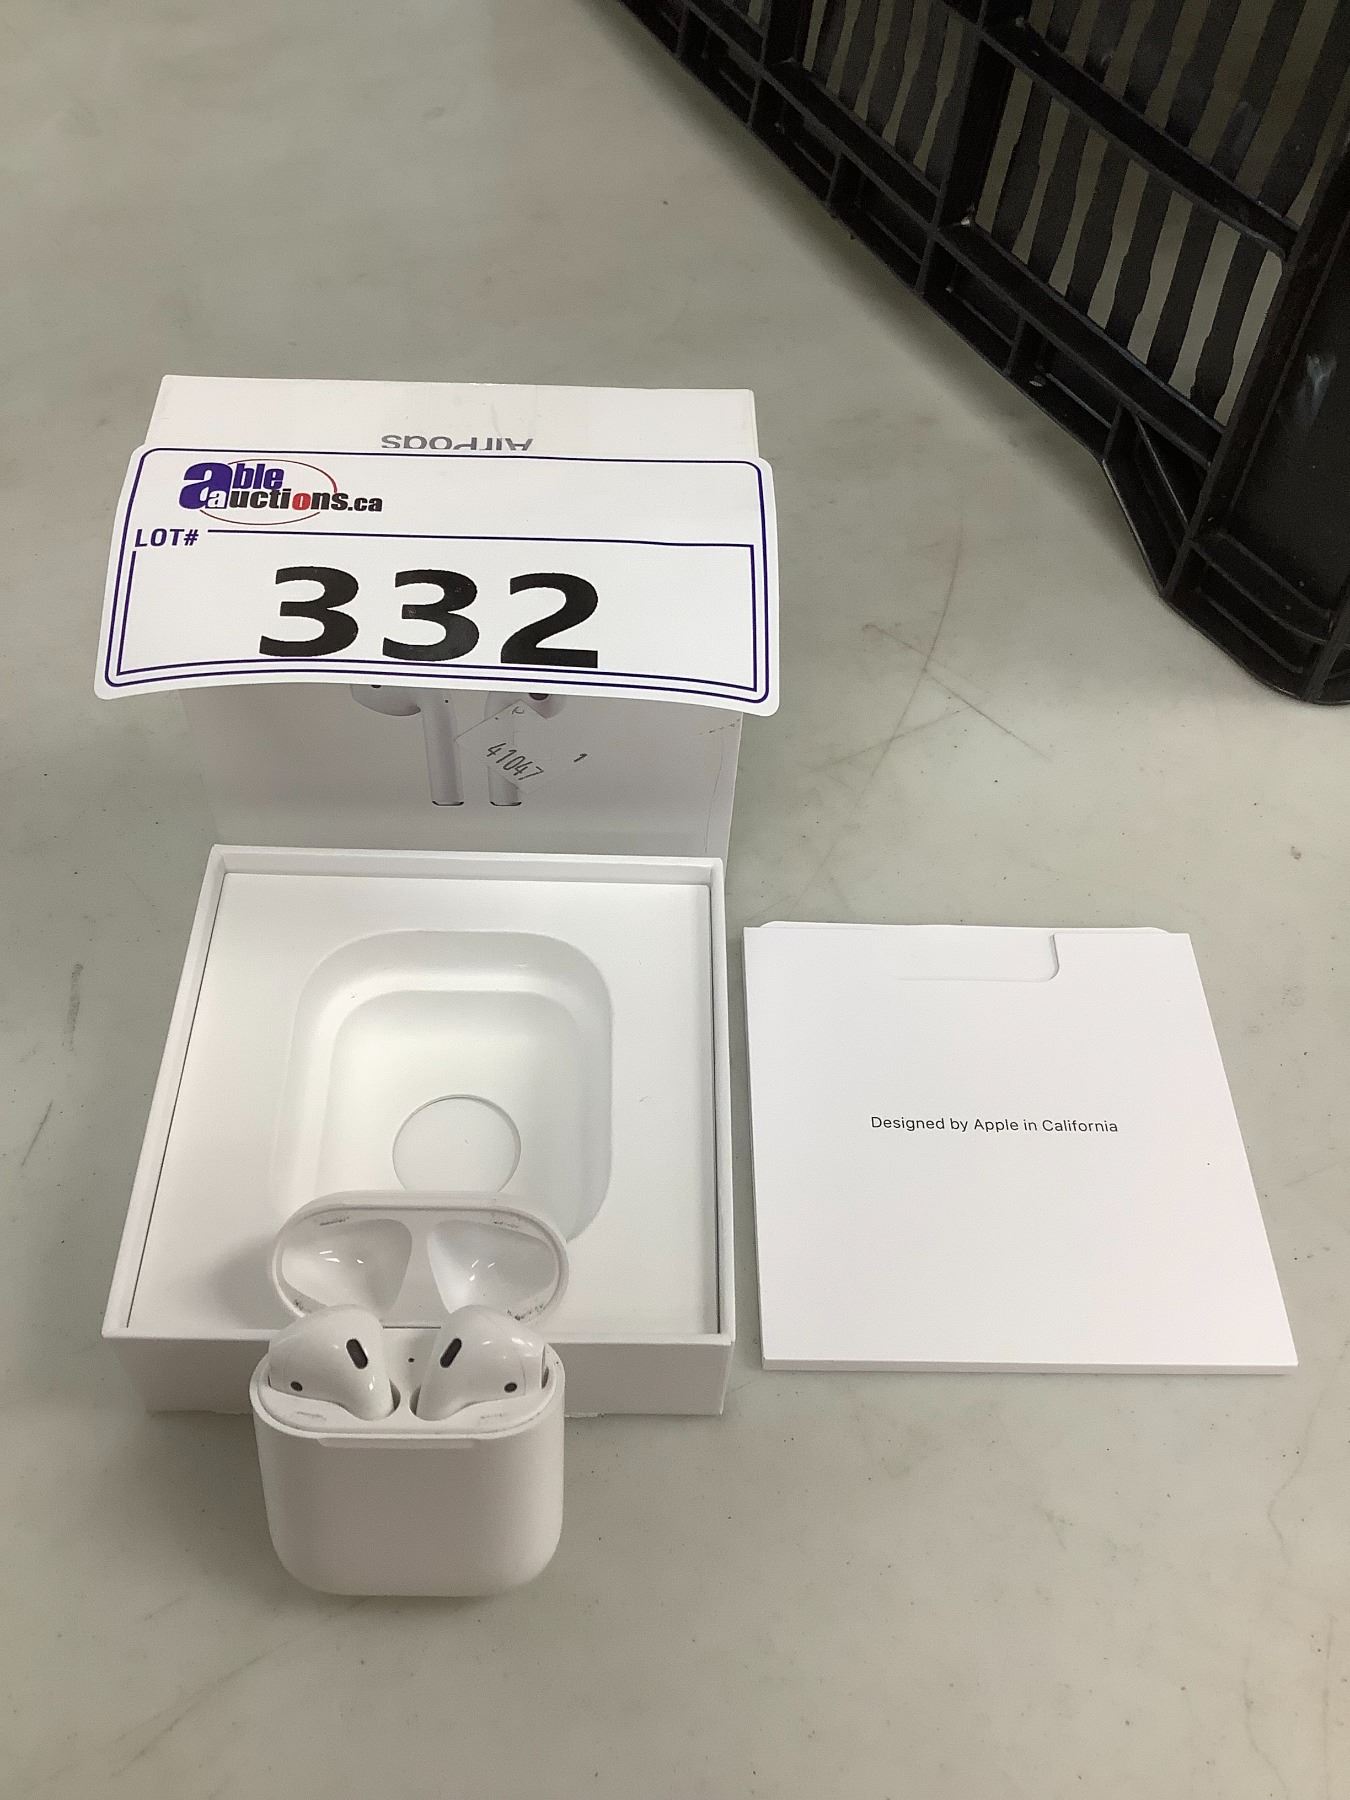 AirPods
able
auctions.ca
LOT#
332
41047
Designed by Apple in California